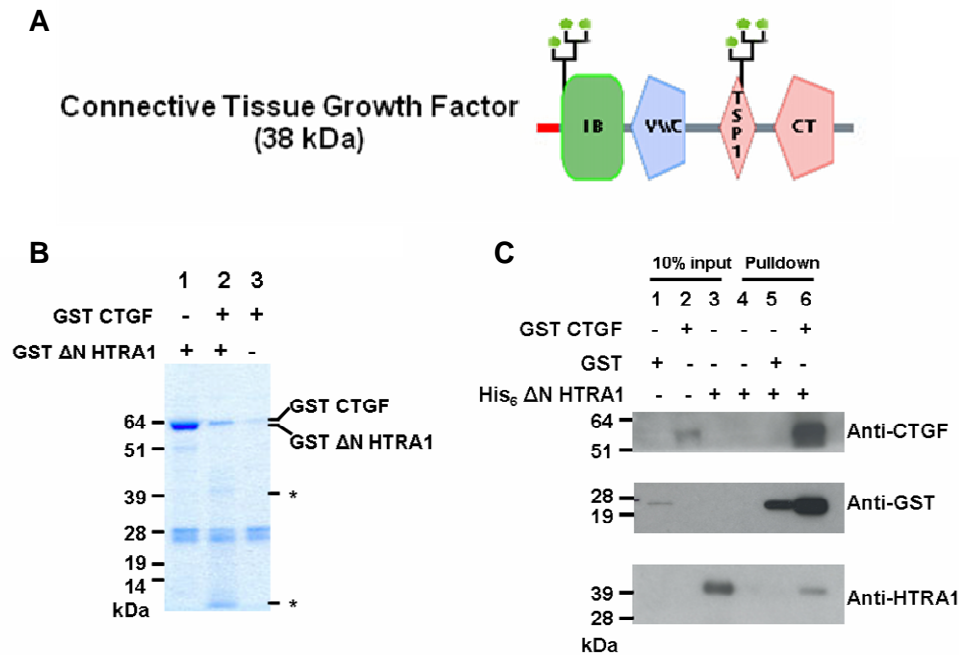 A
Connective Tissue Growth Factor
(38 kDa)
IB
VWC
TSP1
CT
B
1 2 3
GST CTGF - + +
GST ΔN HTRA1 + + -
64
51
39
28
19
14
kDa
GST CTGF
GST ΔN HTRA1
*
*
C
10% input Pulldown
1 2 3 4 5 6
GST CTGF - + - - - +
GST + - - - + -
His₆ ΔN HTRA1 - - + + + +
64
51
Anti-CTGF
28
19
Anti-GST
39
28
Anti-HTRA1
kDa